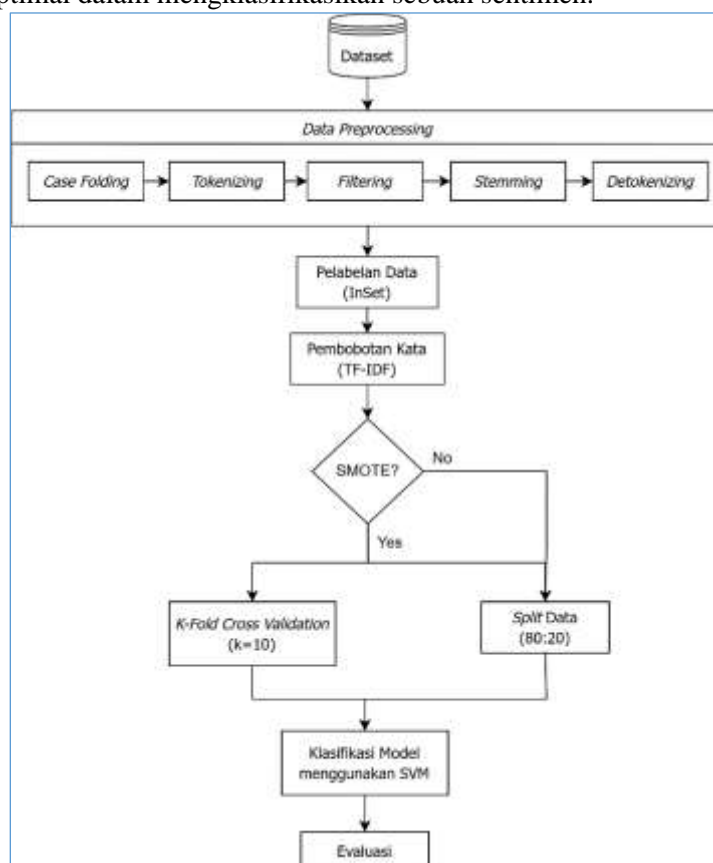 optimal dalam mengklasifikasikan sebuah sentimen.
Dataset
Data Preprocessing
Case Folding
Tokenizing
Filtering
Stemming
Detokenizing
Pelabelan Data
(InSet)
Pembobotan Kata
(TF-IDF)
SMOTE?
No
Yes
K-Fold Cross Validation
(k=10)
Split Data
(80:20)
Klasifikasi Model
menggunakan SVM
Evaluasi